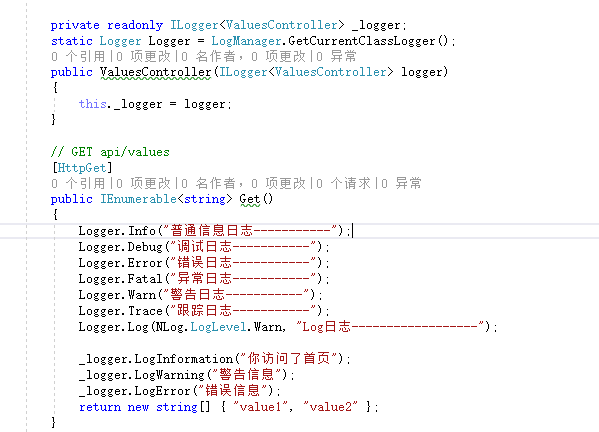 private readonly ILogger<ValuesController> _logger;
static Logger Logger = LogManager.GetCurrentClassLogger();
0 个引用|0 项更改|0 名作者, 0 项更改|0 异常
public ValuesController(ILogger<ValuesController> logger)
{
this._logger = logger;
}
// GET api/values
[HttpGet]
0 个引用|0 项更改|0 名作者, 0 项更改|0 个请求|0 异常
public IEnumerable<string> Get()
{
Logger.Info("普通信息日志-----------");
Logger.Debug("调试日志-----------");
Logger.Error("错误日志-----------");
Logger.Fatal("异常日志-----------");
Logger.Warn("警告日志-----------");
Logger.Trace("跟踪日志-----------");
Logger.Log(NLog.LogLevel.Warn, "Log日志------------------");
_logger.LogInformation("你访问了首页");
_logger.LogWarning("警告信息");
_logger.LogError("错误信息");
return new string[] { "value1", "value2" };
}